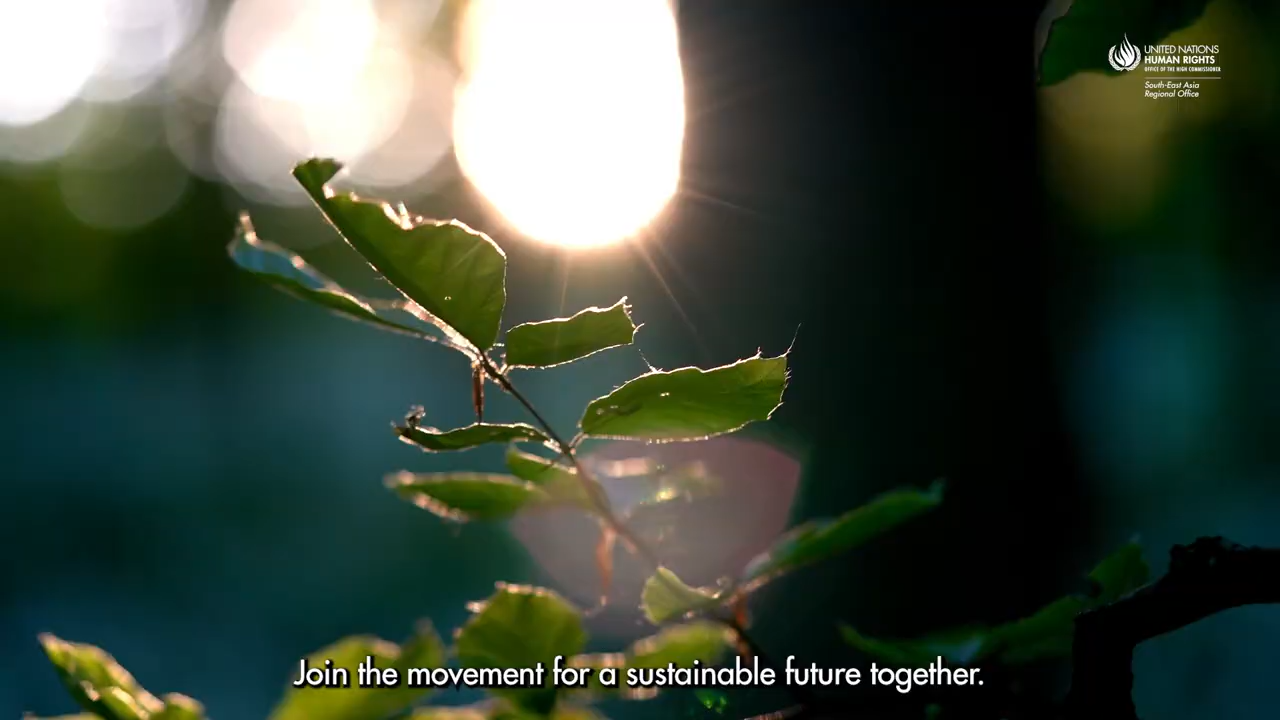 UNITED NATIONS
HUMAN RIGHTS
OFFICE OF THE HIGH COMMISSIONER
South-East Asia
Regional Office
Join the movement for a sustainable future together.